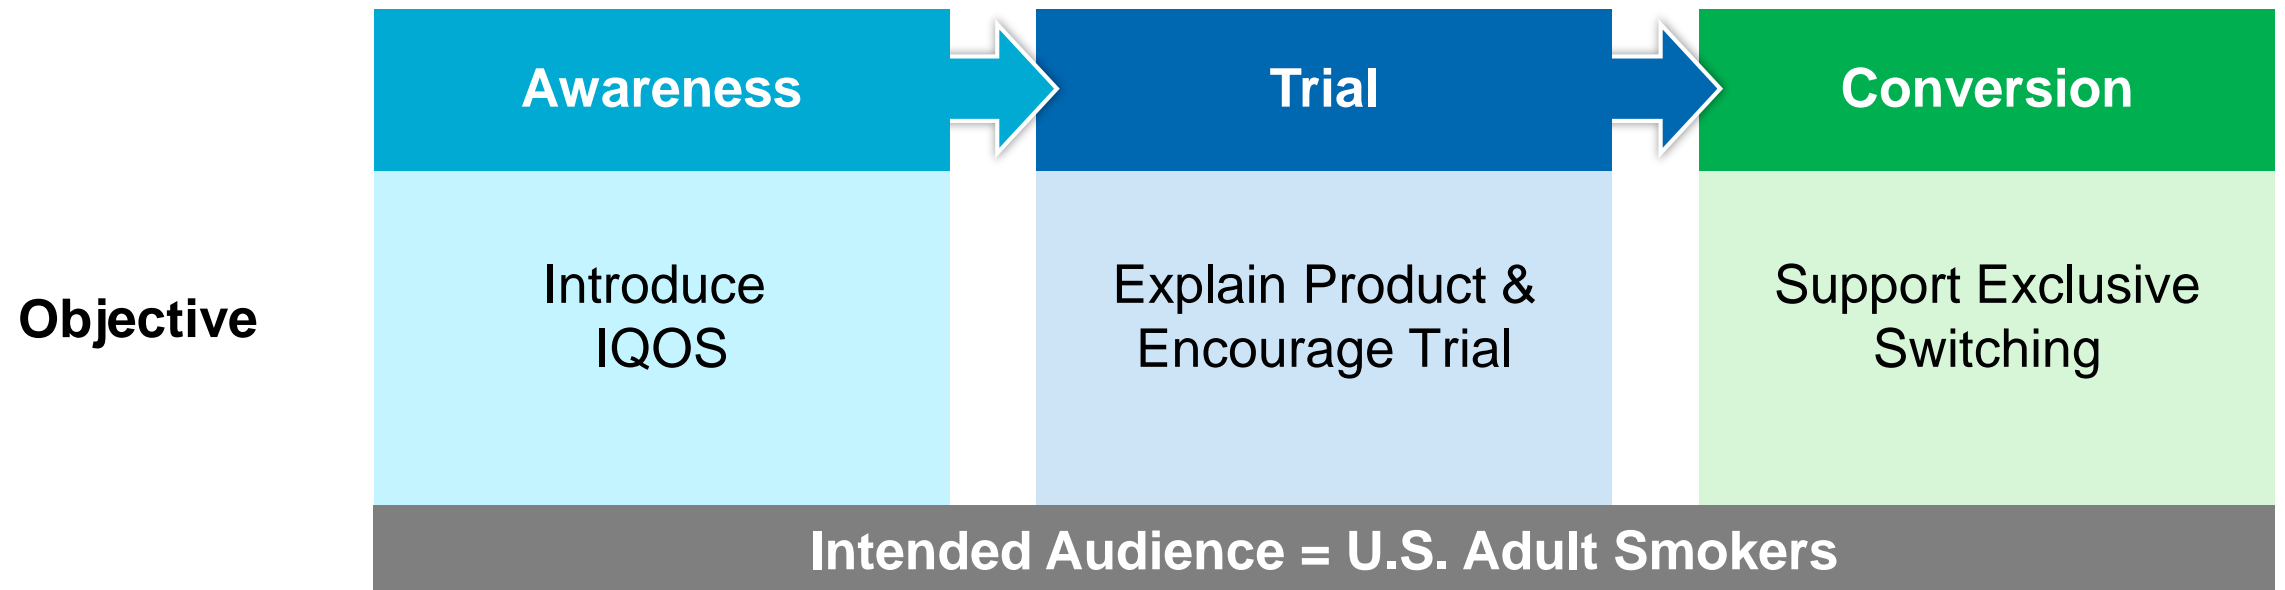 Awareness
Trial
Conversion
Objective
Introduce
IQOS
Explain Product &
Encourage Trial
Support Exclusive
Switching
Intended Audience = U.S. Adult Smokers